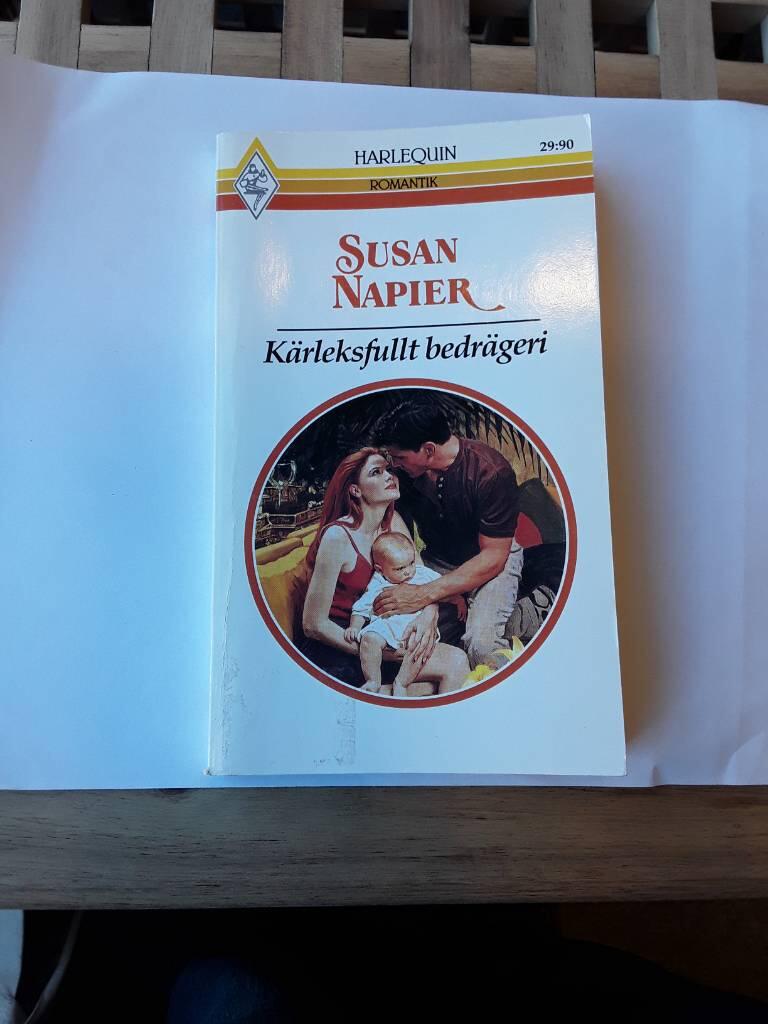 HARLEQUIN
29:90
ROMANTIK
SUSAN
NAPIER
Kärleksfullt bedrägeri